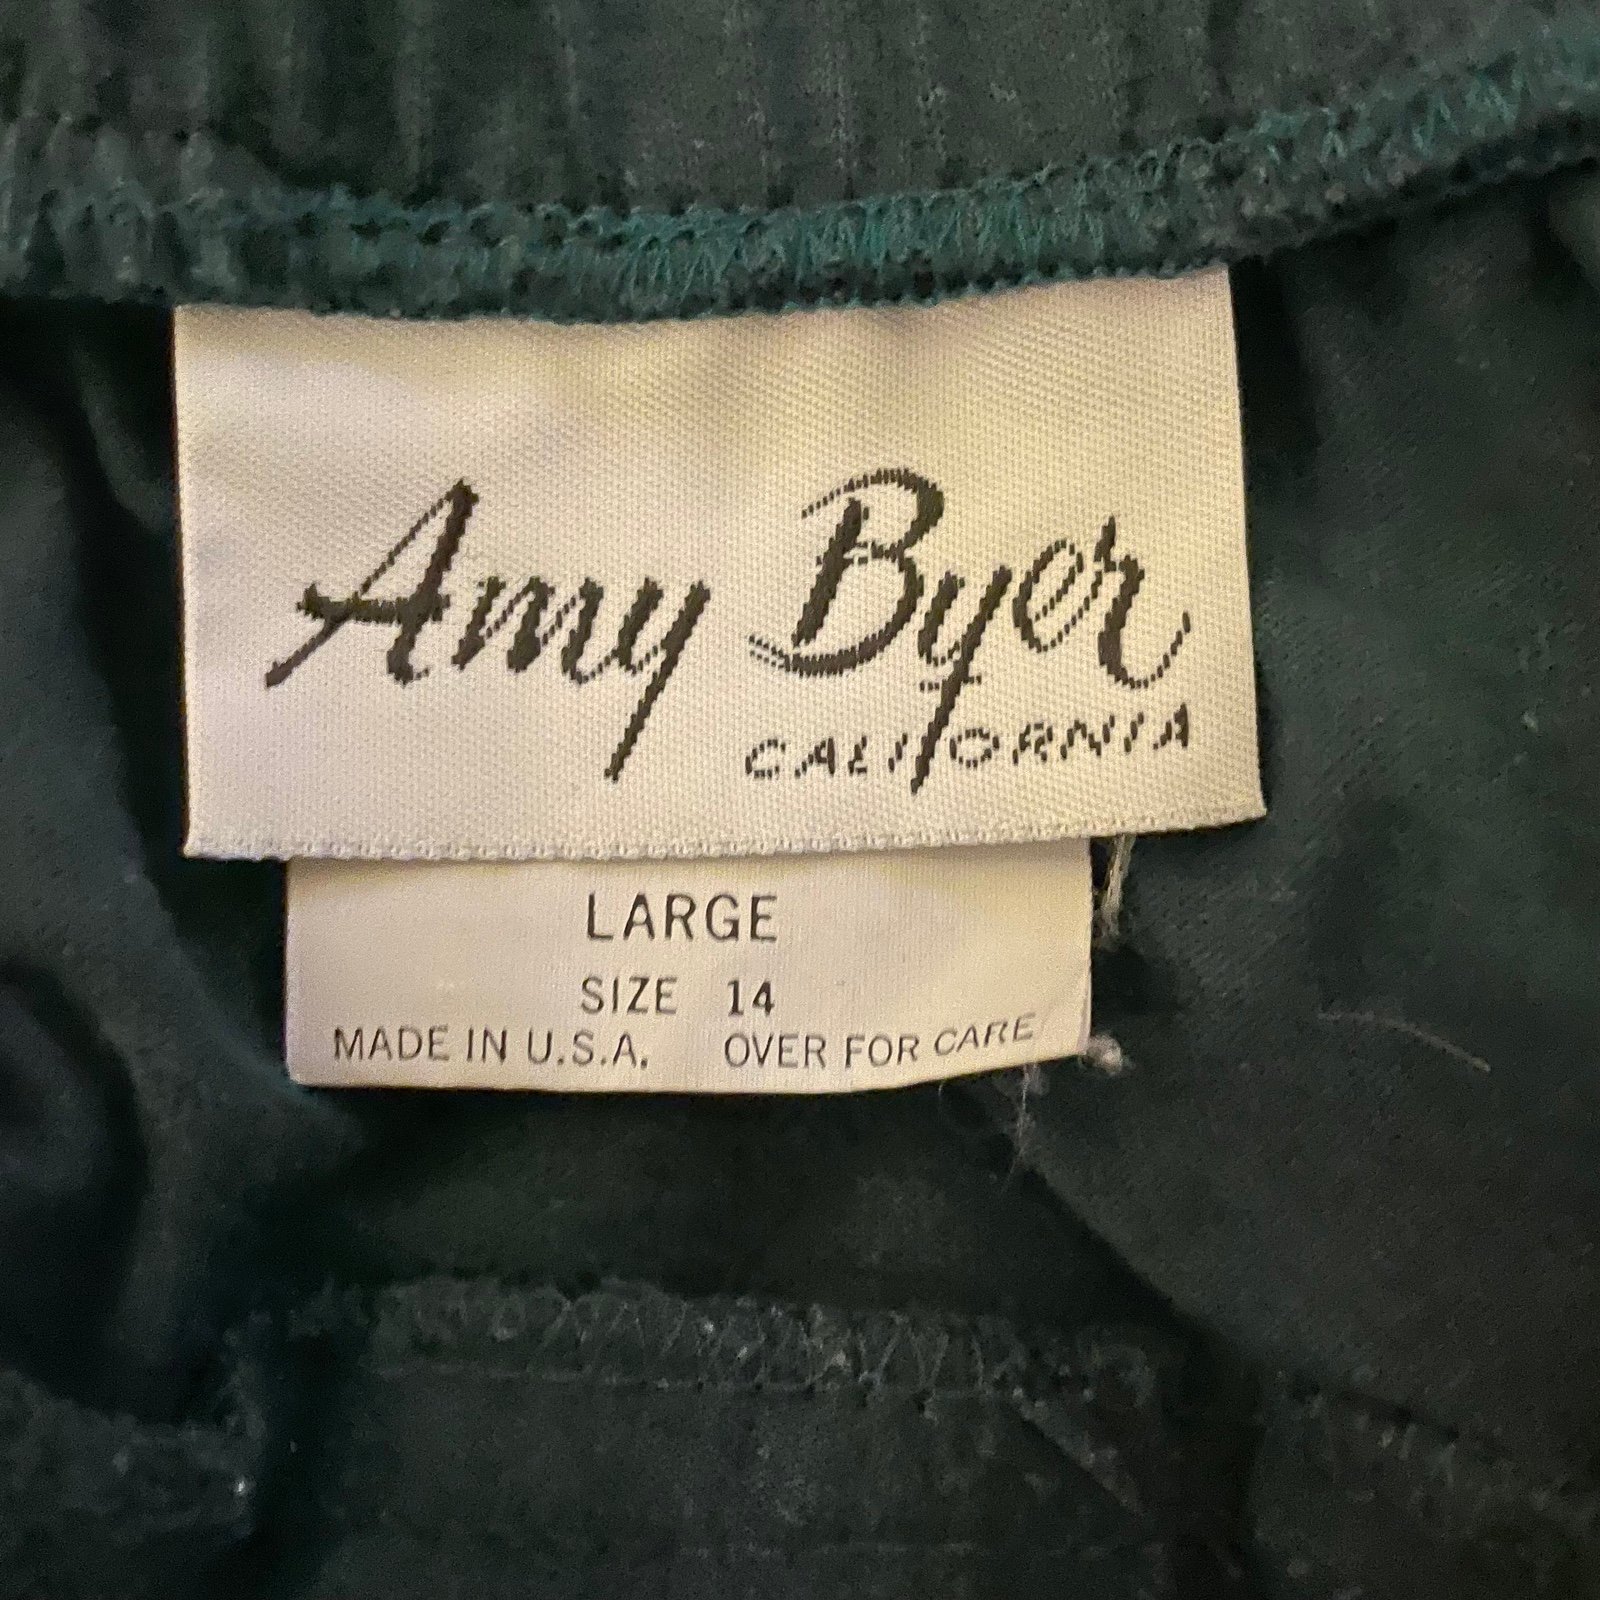 Amy Byer
CALIFORNIA
LARGE
SIZE 14
MADE IN U.S.A. OVER FOR CARE